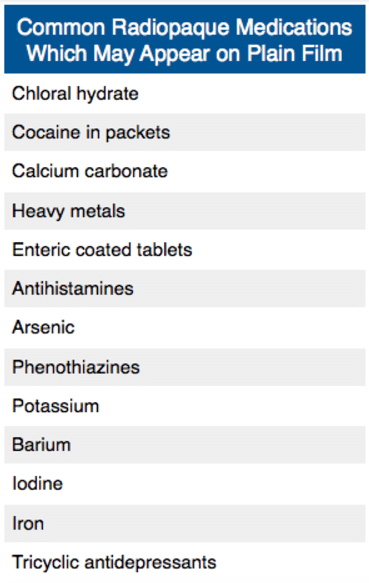 Common Radiopaque Medications
Which May Appear on Plain Film
Chloral hydrate
Cocaine in packets
Calcium carbonate
Heavy metals
Enteric coated tablets
Antihistamines
Arsenic
Phenothiazines
Potassium
Barium
Iodine
Iron
Tricyclic antidepressants